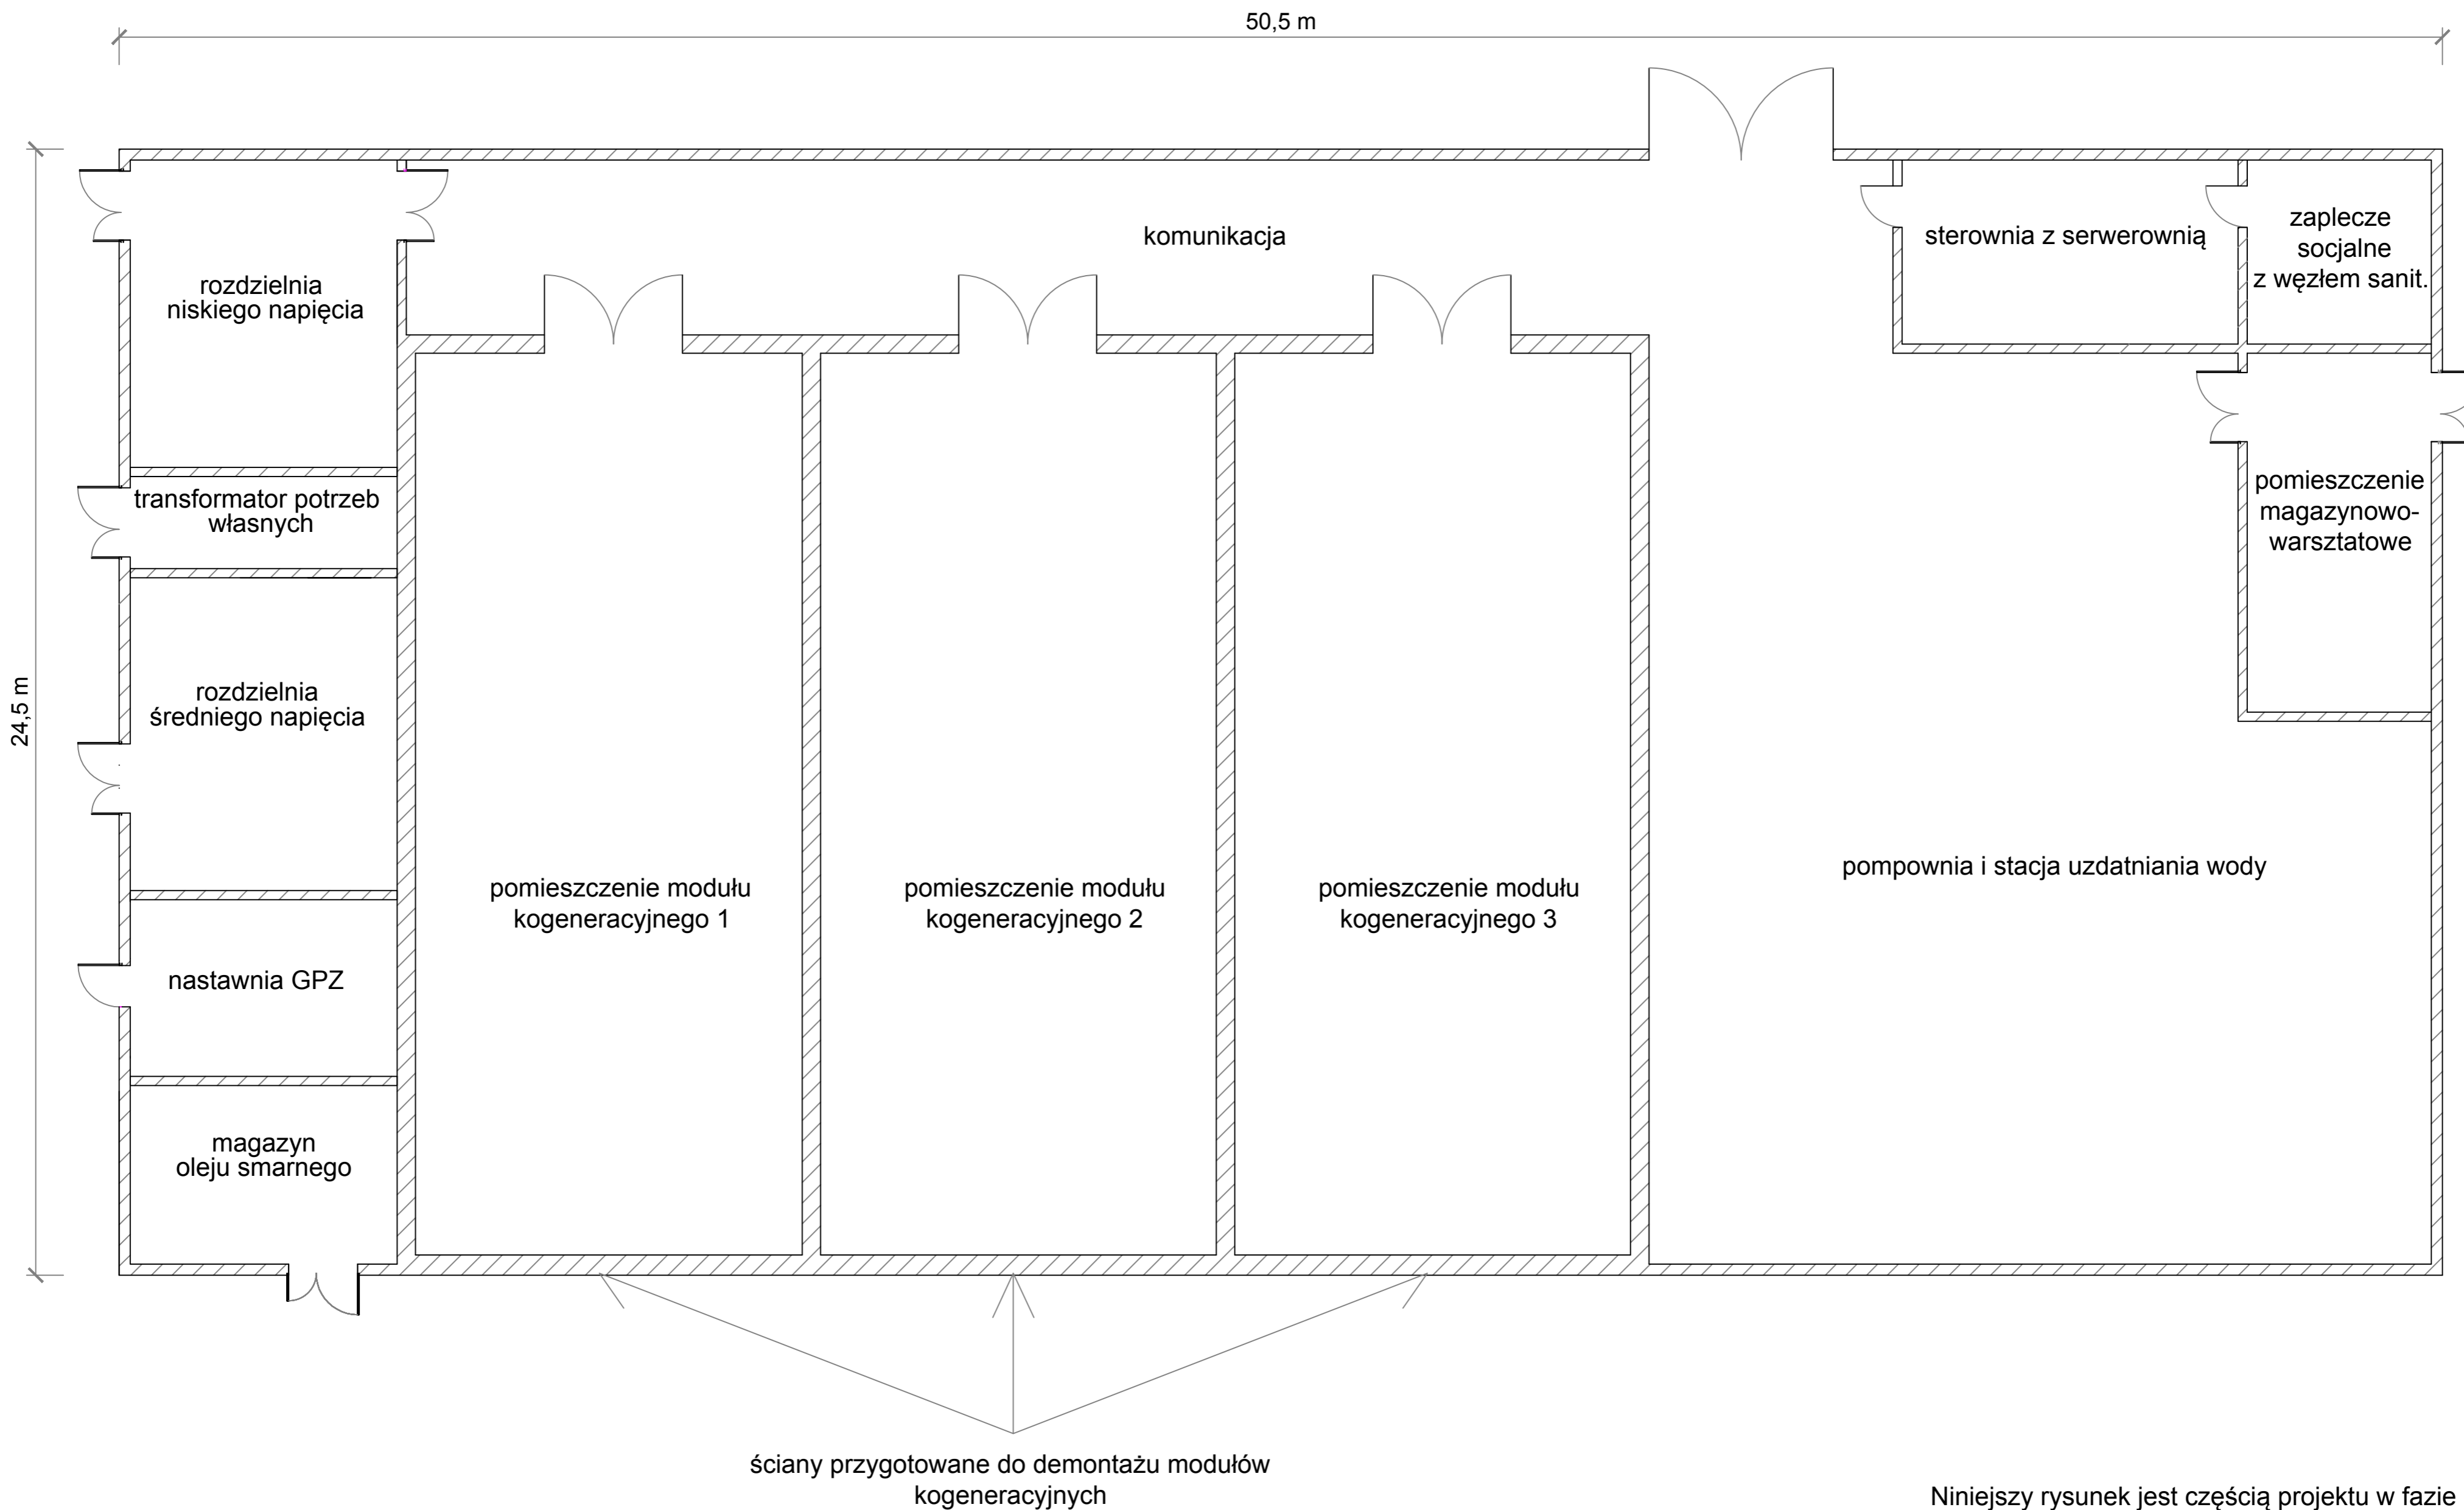 50,5 m
komunikacja
sterownia z serwerownią
zaplecze
socjalne
z węzłem sanit.
rozdzielnia
niskiego napięcia
transformator potrzeb
własnych
pomieszczenie
magazynowo-
warsztatowe
24,5 m
rozdzielnia
średniego napięcia
pompownia i stacja uzdatniania wody
pomieszczenie modułu
kogeneracyjnego 1
pomieszczenie modułu
kogeneracyjnego 2
pomieszczenie modułu
kogeneracyjnego 3
nastawnia GPZ
magazyn
oleju smarnego
ściany przygotowane do demontażu modułów
kogeneracyjnych
Niniejszy rysunek jest częścią projektu w fazie